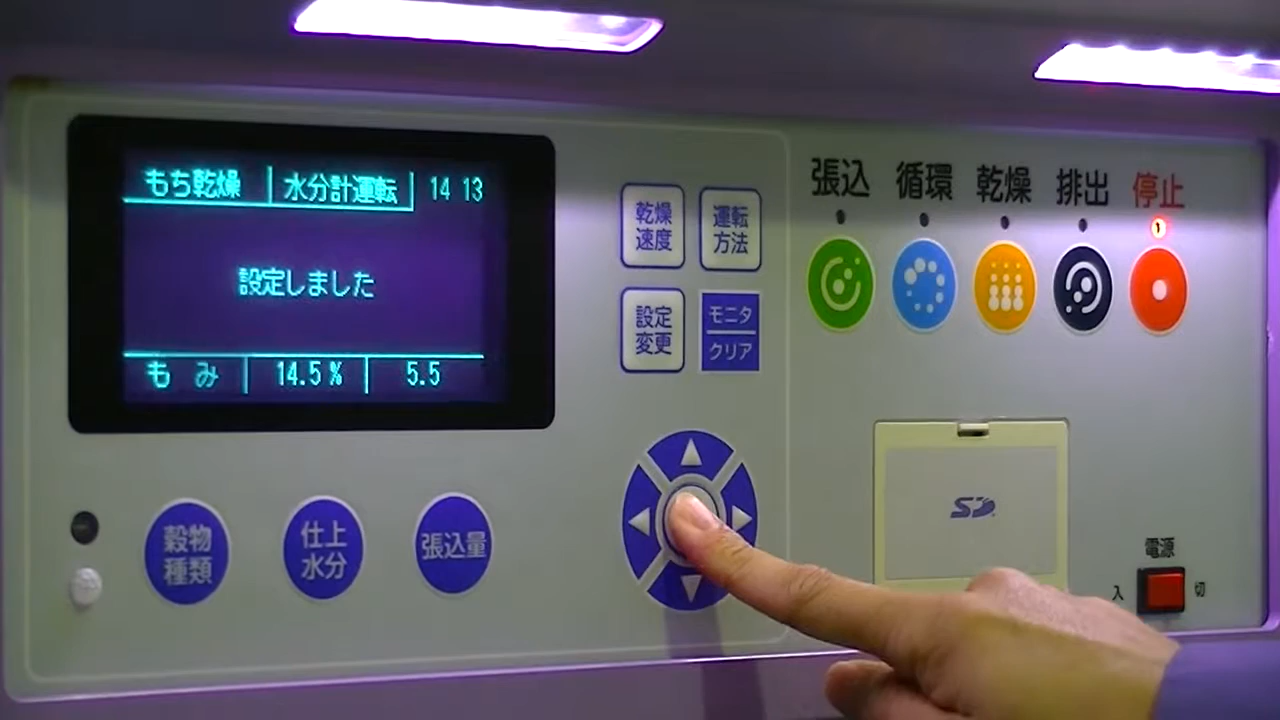 もち乾燥 水分計運転 14 13
設定しました
もみ 14.5% 5.5
乾燥速度
運転方法
設定変更
モニタ
クリア
穀物種類
仕上水分
張込量
張込 循環 乾燥 排出 停止
SD
電源
入 切